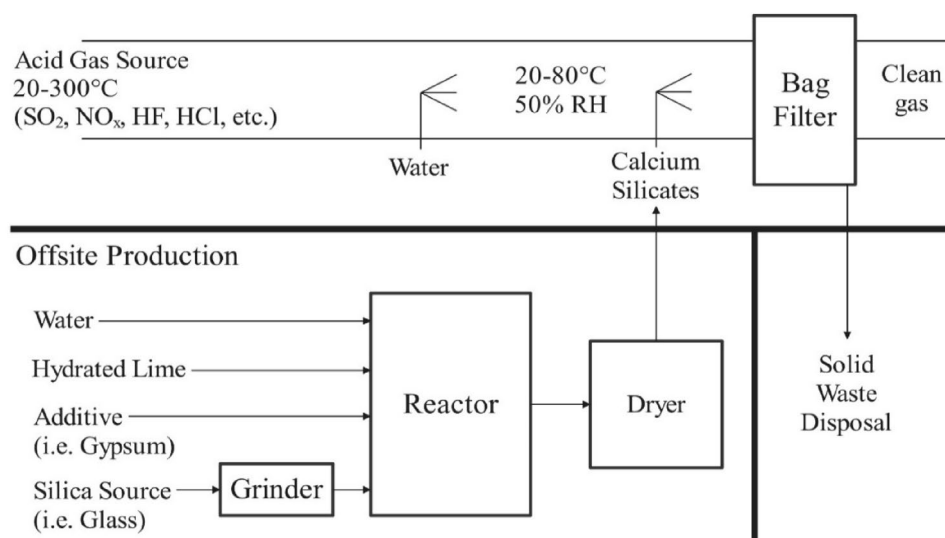 Acid Gas Source
20-300°C
(SO₂, NOₓ, HF, HCl, etc.)
Water
20-80°C
50% RH
Calcium
Silicates
Bag
Filter
Clean
gas
Offsite Production
Water
Hydrated Lime
Additive
(i.e. Gypsum)
Silica Source
(i.e. Glass)
Grinder
Reactor
Dryer
Solid
Waste
Disposal